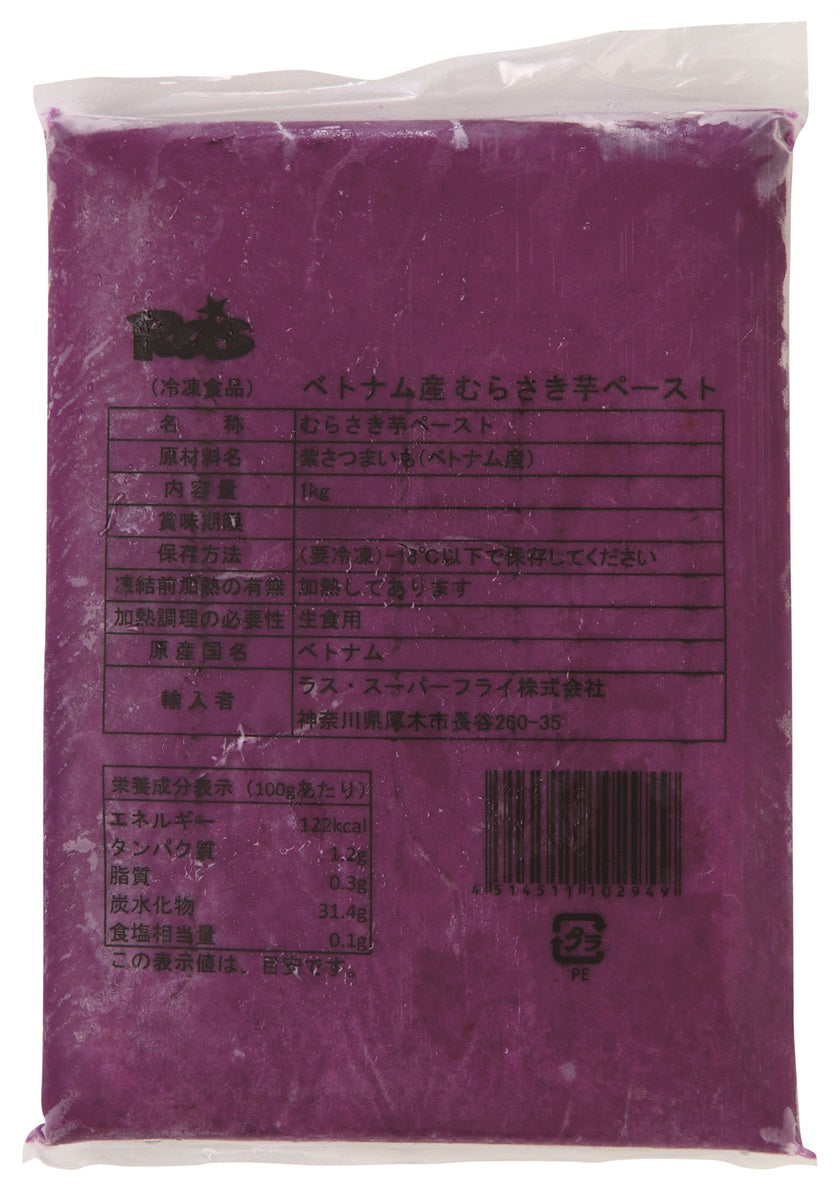 Ras
(冷凍食品) ベトナム産 むらさき芋ペースト
名　　称 むらさき芋ペースト
原材料名 紫さつまいも(ベトナム産)
内容量 1kg
賞味期限
保存方法 (要冷凍)-18℃以下で保存してください
凍結前加熱の有無 加熱してあります
加熱調理の必要性 生食用
原産国名 ベトナム
輸入者 ラス・スーパーフライ株式会社
神奈川県厚木市長谷260-35
栄養成分表示 (100gあたり)
エネルギー 122kcal
タンパク質 1.2g
脂質 0.3g
炭水化物 31.4g
食塩相当量 0.1g
この表示値は、目安です。
4 514511 102949
プラ
PE